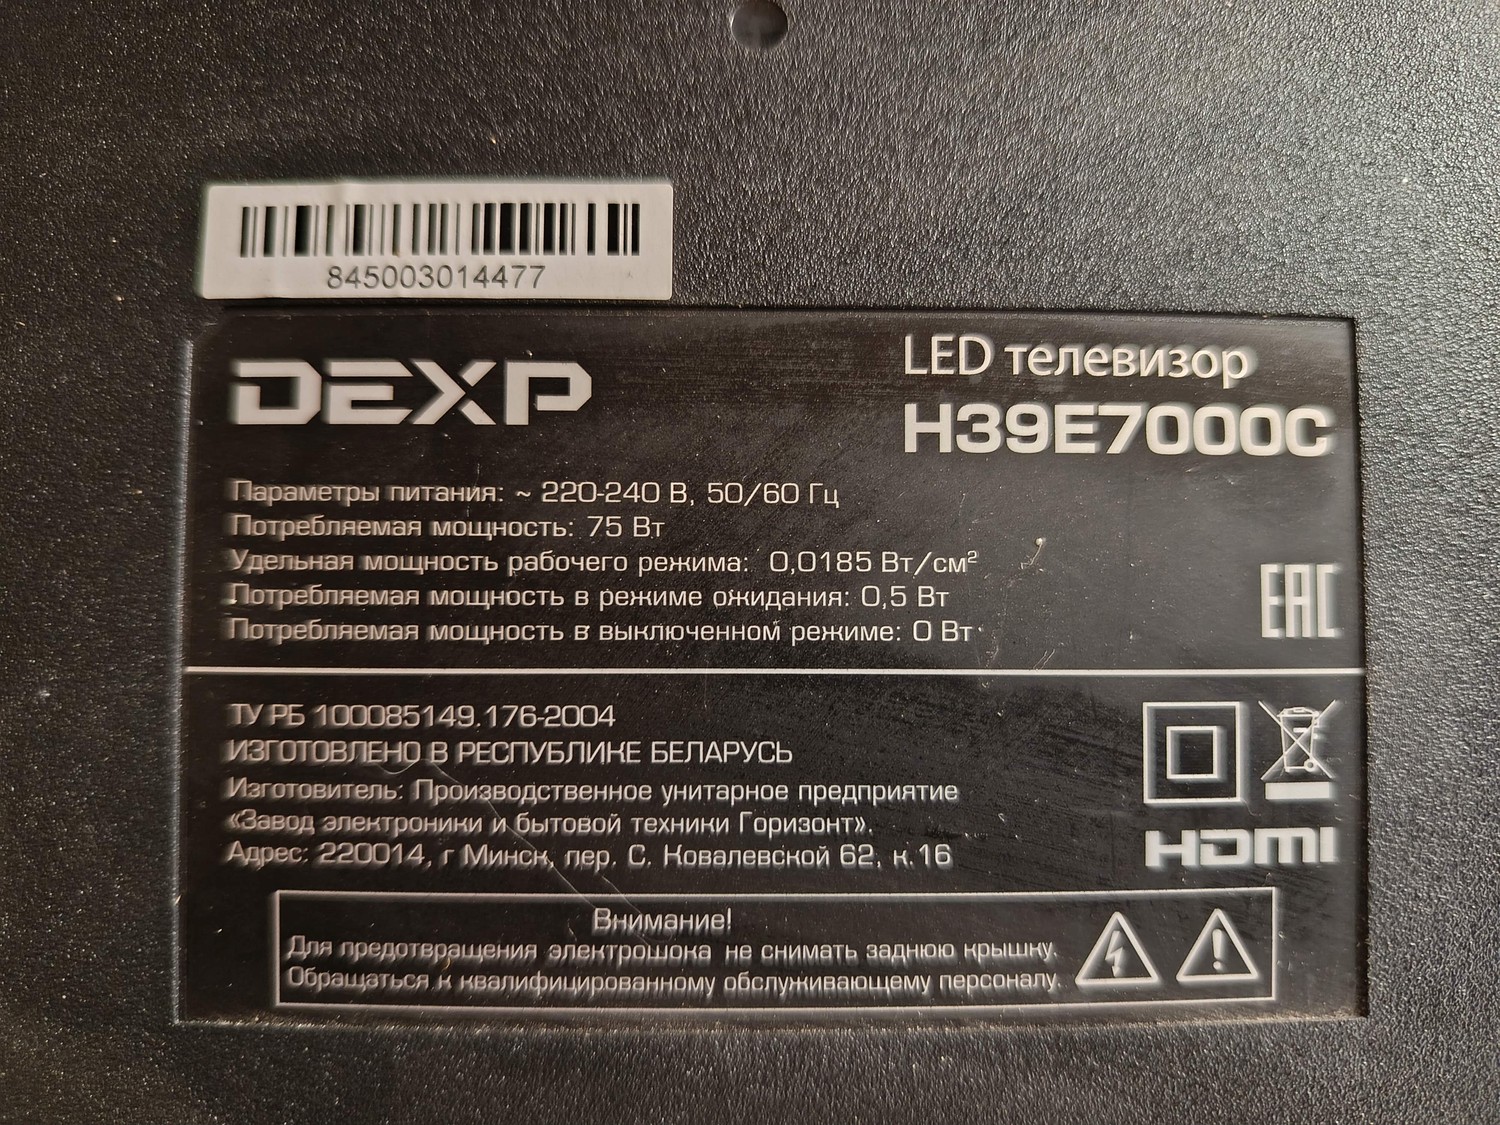 845003014477
DEXP
LED телевизор
H39E7000C
Параметры питания: ~ 220-240 В, 50/60 Гц
Потребляемая мощность: 75 Вт
Удельная мощность рабочего режима: 0,0185 Вт/см²
Потребляемая мощность в режиме ожидания: 0,5 Вт
Потребляемая мощность в выключенном режиме: 0 Вт
EAC
ТУ РБ 100085149.176-2004
ИЗГОТОВЛЕНО В РЕСПУБЛИКЕ БЕЛАРУСЬ
Изготовитель: Производственное унитарное предприятие
«Завод электроники и бытовой техники Горизонт».
Адрес: 220014, г Минск, пер. С. Ковалевской 62, к.16
HDMI
Внимание!
Для предотвращения электрошока не снимать заднюю крышку.
Обращаться к квалифицированному обслуживающему персоналу.